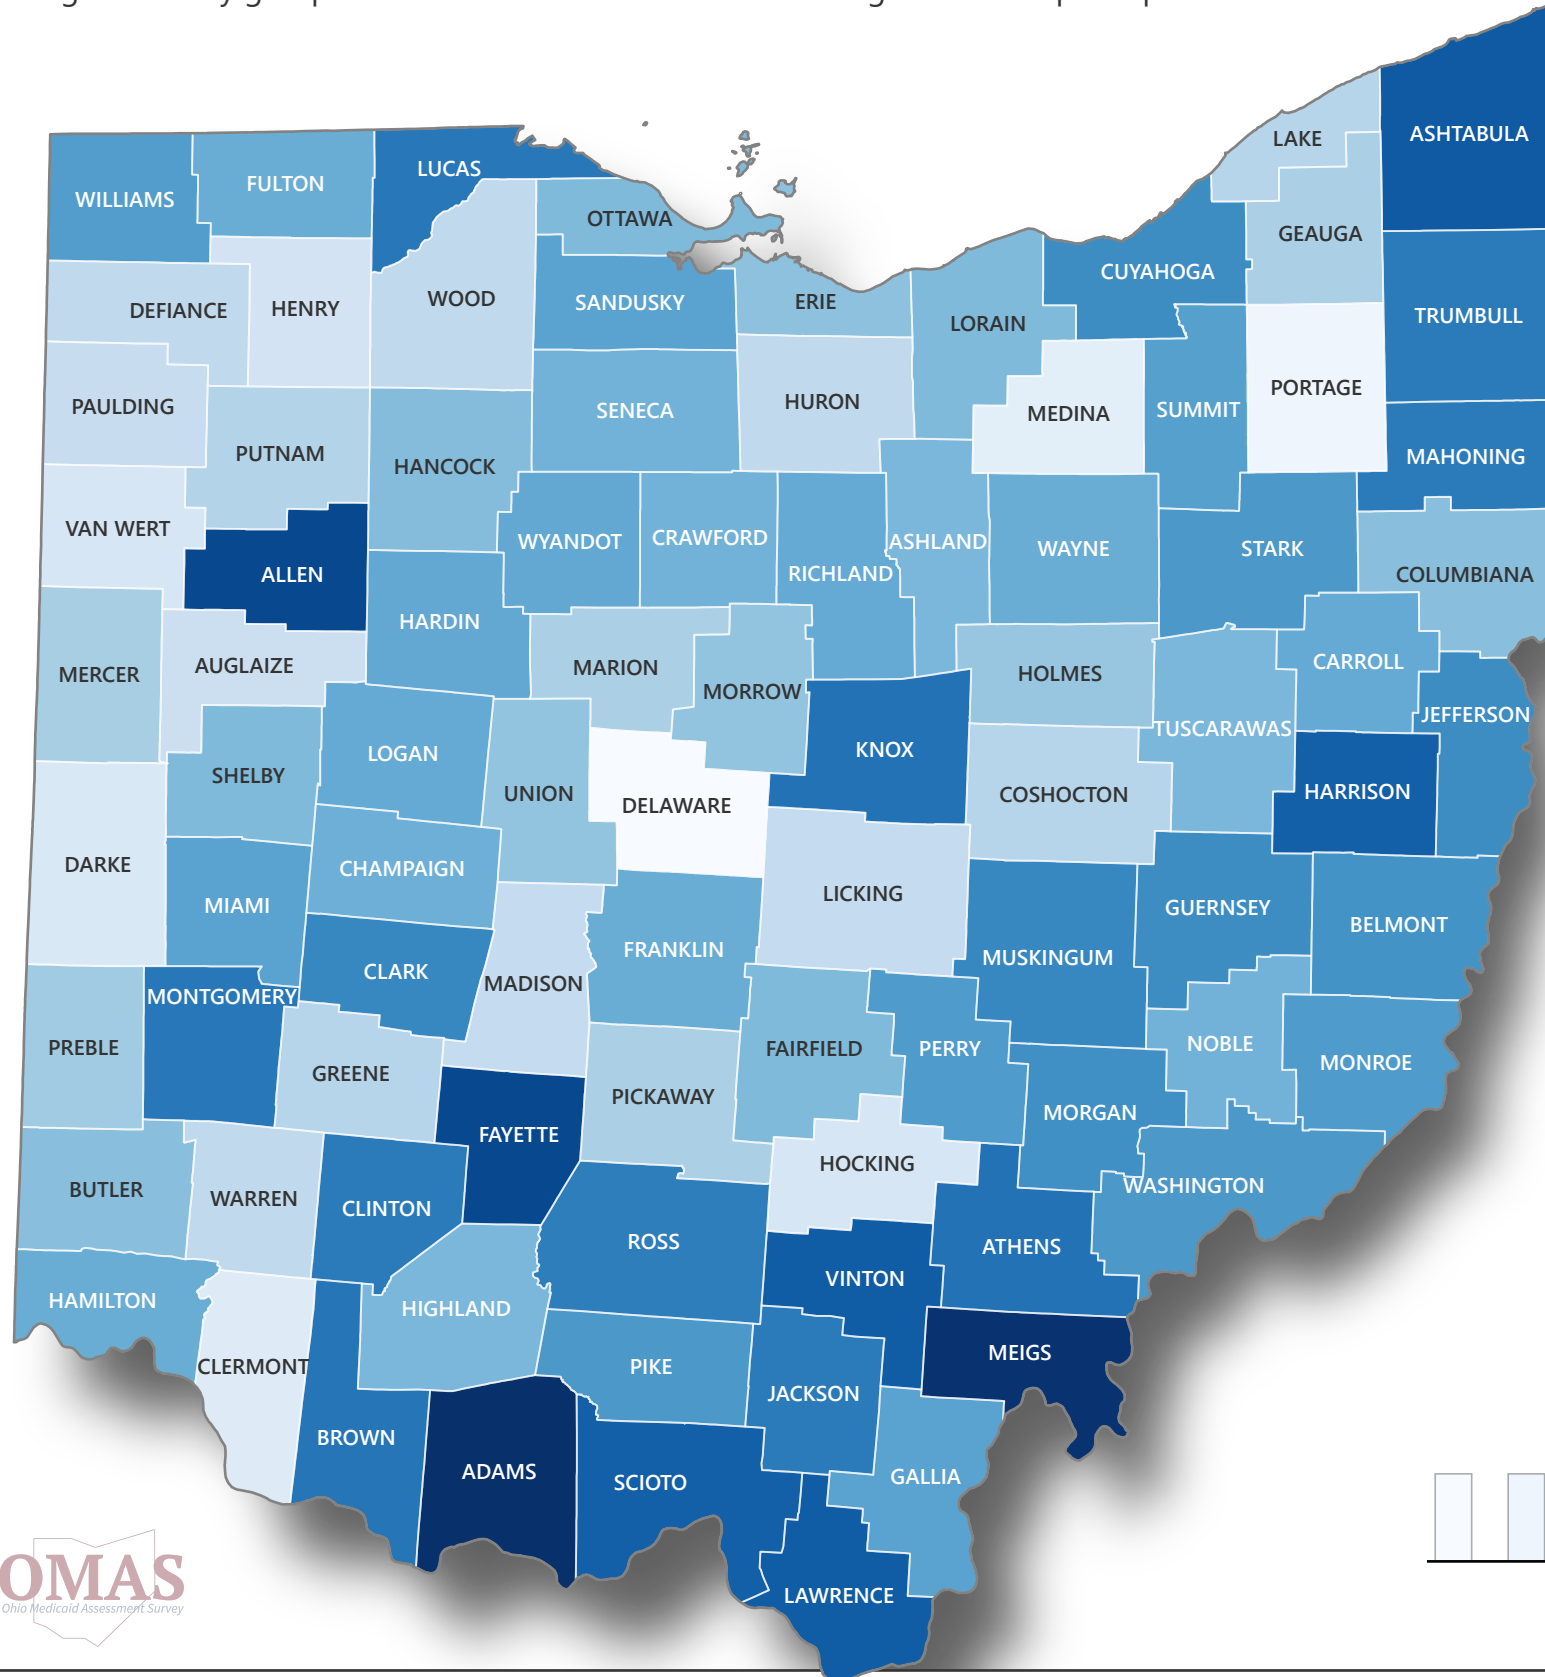 ASHTABULA
LAKE
LUCAS
FULTON
WILLIAMS
OTTAWA
GEAUGA
CUYAHOGA
WOOD
ERIE
SANDUSKY
HENRY
DEFIANCE
TRUMBULL
LORAIN
PORTAGE
HURON
PAULDING
SENECA
SUMMIT
MEDINA
PUTNAM
MAHONING
HANCOCK
VAN WERT
CRAWFORD
WYANDOT
ASHLAND
WAYNE
STARK
ALLEN
RICHLAND
COLUMBIANA
HARDIN
CARROLL
AUGLAIZE
MARION
MERCER
HOLMES
MORROW
JEFFERSON
TUSCARAWAS
KNOX
LOGAN
SHELBY
HARRISON
UNION
COSHOCTON
DELAWARE
DARKE
CHAMPAIGN
LICKING
MIAMI
GUERNSEY
BELMONT
FRANKLIN
MUSKINGUM
CLARK
MADISON
MONTGOMERY
NOBLE
PREBLE
FAIRFIELD
PERRY
MONROE
GREENE
PICKAWAY
MORGAN
FAYETTE
HOCKING
WASHINGTON
BUTLER
WARREN
CLINTON
ROSS
ATHENS
VINTON
HAMILTON
HIGHLAND
MEIGS
CLERMONT
PIKE
JACKSON
BROWN
ADAMS
GALLIA
SCIOTO
LAWRENCE
OMAS
Ohio Medicaid Assessment Survey